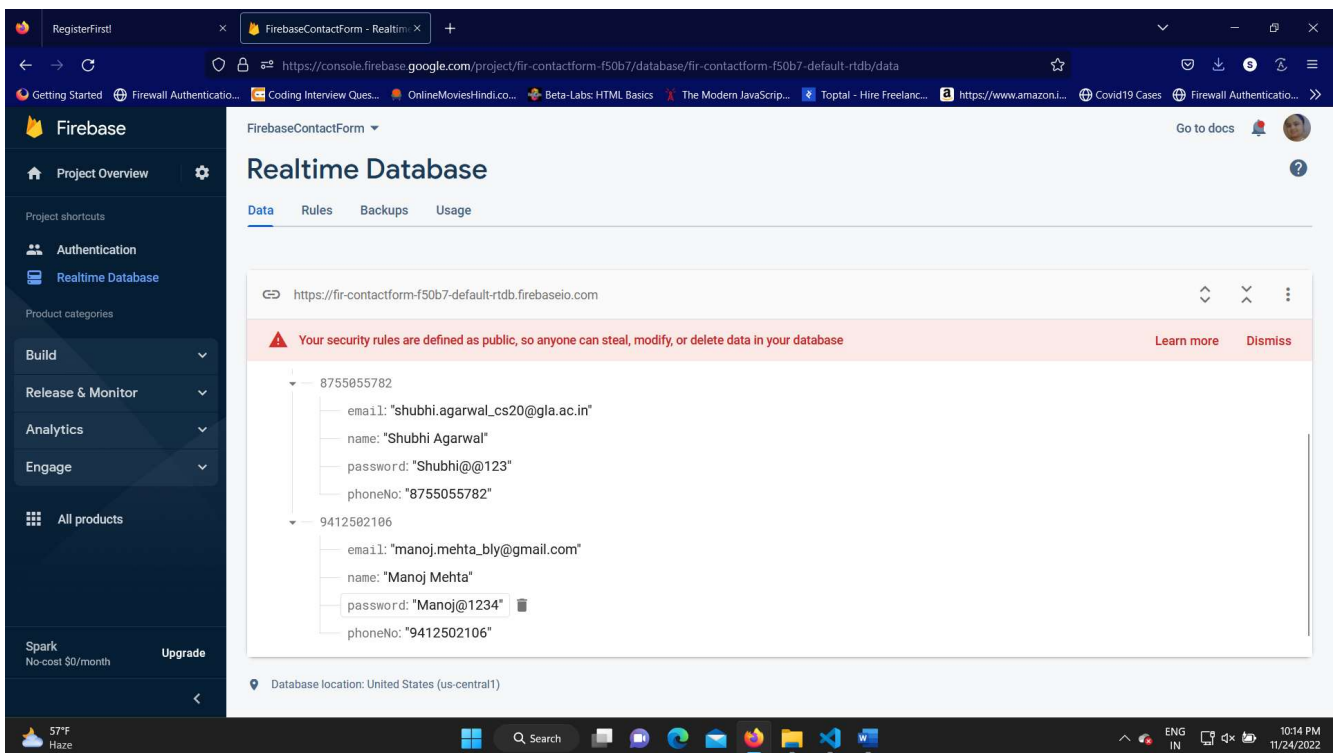 RegisterFirst!
FirebaseContactForm - Realtime
https://console.firebase.google.com/project/fir-contactform-f50b7/database/fir-contactform-f50b7-default-rtdb/data
Getting Started Firewall Authenticatio... Coding Interview Ques... OnlineMoviesHindi.co... Beta-Labs: HTML Basics The Modern JavaScrip... Toptal - Hire Freelanc... https://www.amazon.i... Covid19 Cases Firewall Authenticatio...
Firebase
FirebaseContactForm
Go to docs
Project Overview
Realtime Database
Project shortcuts
Data Rules Backups Usage
Authentication
Realtime Database
https://fir-contactform-f50b7-default-rtdb.firebaseio.com
Product categories
Your security rules are defined as public, so anyone can steal, modify, or delete data in your database
Learn more Dismiss
Build
Release & Monitor
Analytics
Engage
All products
8755055782
email: "shubhi.agarwal_cs20@gla.ac.in"
name: "Shubhi Agarwal"
password: "Shubhi@@123"
phoneNo: "8755055782"
9412502106
email: "manoj.mehta_bly@gmail.com"
name: "Manoj Mehta"
password: "Manoj@1234"
phoneNo: "9412502106"
Spark
No-cost $0/month
Upgrade
Database location: United States (us-central1)
57°F
Haze
Search
ENG
IN
10:14 PM
11/24/2022